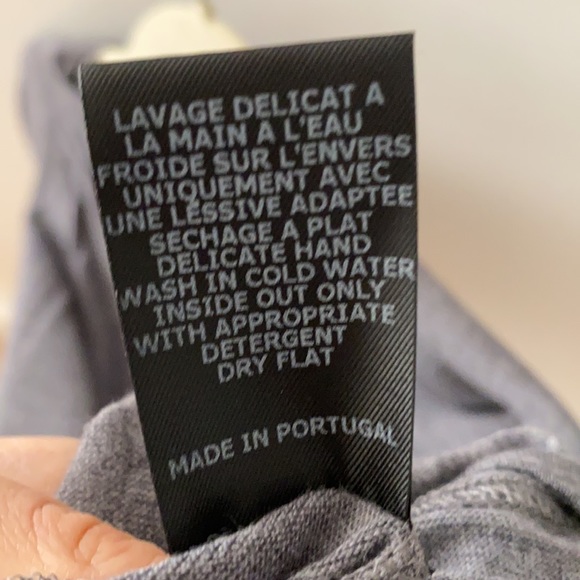 LAVAGE DELICAT A
LA MAIN A L'EAU
FROIDE SUR L'ENVERS
UNIQUEMENT AVEC
UNE LESSIVE ADAPTEE
SECHAGE A PLAT
DELICATE HAND
WASH IN COLD WATER
INSIDE OUT ONLY
WITH APPROPRIATE
DETERGENT
DRY FLAT
MADE IN PORTUGAL